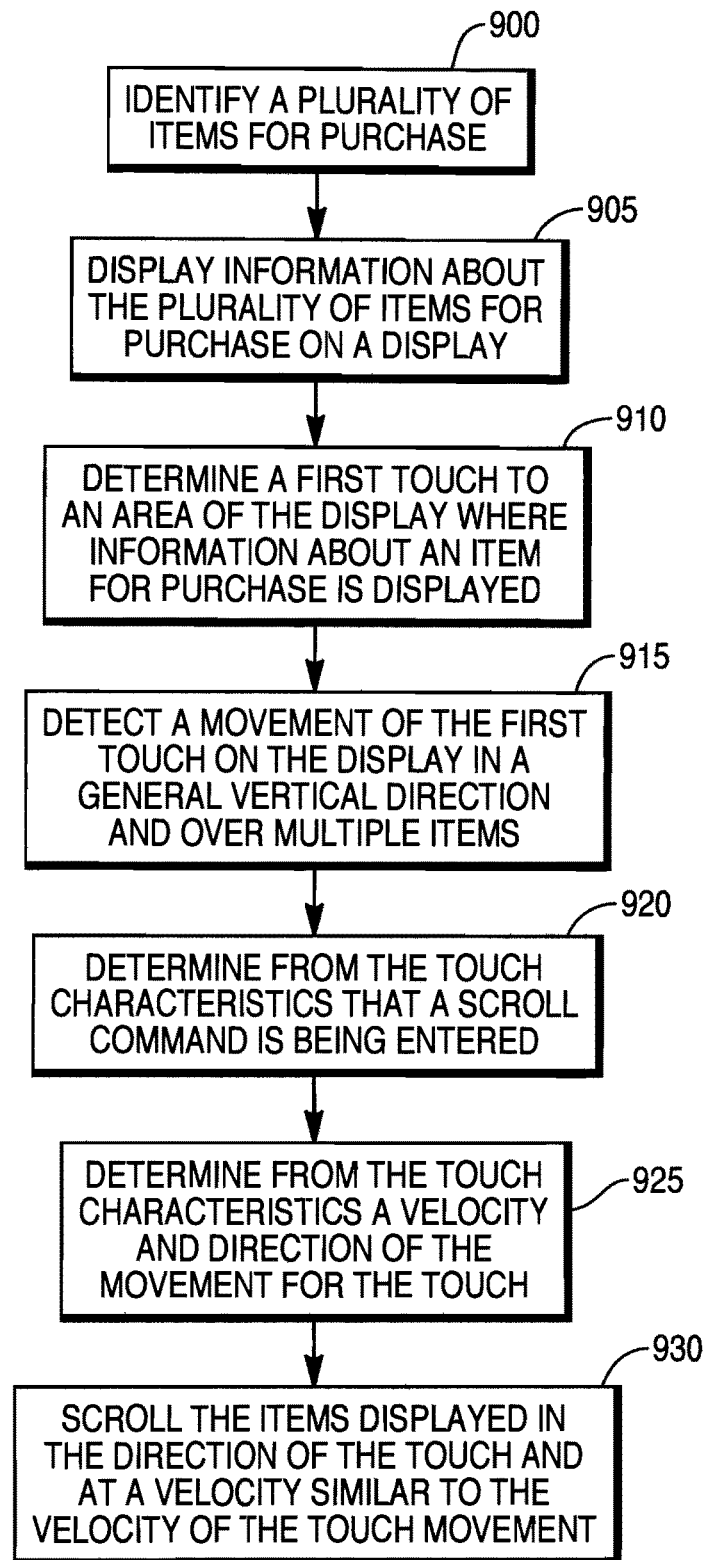 900
IDENTIFY A PLURALITY OF
ITEMS FOR PURCHASE
905
DISPLAY INFORMATION ABOUT
THE PLURALITY OF ITEMS FOR
PURCHASE ON A DISPLAY
910
DETERMINE A FIRST TOUCH TO
AN AREA OF THE DISPLAY WHERE
INFORMATION ABOUT AN ITEM
FOR PURCHASE IS DISPLAYED
915
DETECT A MOVEMENT OF THE FIRST
TOUCH ON THE DISPLAY IN A
GENERAL VERTICAL DIRECTION
AND OVER MULTIPLE ITEMS
920
DETERMINE FROM THE TOUCH
CHARACTERISTICS THAT A SCROLL
COMMAND IS BEING ENTERED
925
DETERMINE FROM THE TOUCH
CHARACTERISTICS A VELOCITY
AND DIRECTION OF THE
MOVEMENT FOR THE TOUCH
930
SCROLL THE ITEMS DISPLAYED IN
THE DIRECTION OF THE TOUCH AND
AT A VELOCITY SIMILAR TO THE
VELOCITY OF THE TOUCH MOVEMENT